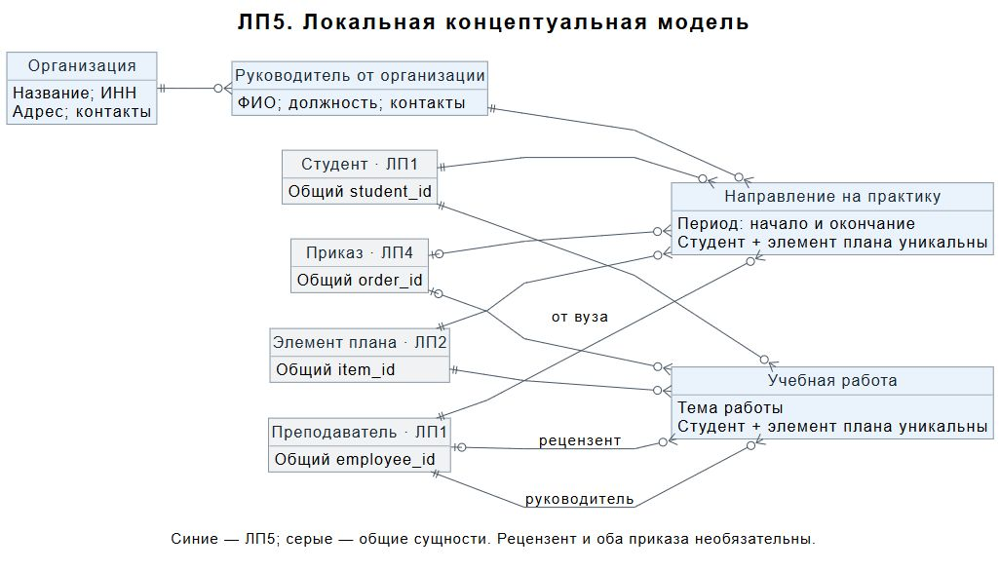 ЛП5. Локальная концептуальная модель
Организация
Название; ИНН
Адрес; контакты
Руководитель от организации
ФИО; должность; контакты
Студент · ЛП1
Общий student_id
Направление на практику
Период: начало и окончание
Студент + элемент плана уникальны
Приказ · ЛП4
Общий order_id
от вуза
Элемент плана · ЛП2
Общий item_id
Учебная работа
Тема работы
Студент + элемент плана уникальны
Преподаватель · ЛП1
Общий employee_id
рецензент
руководитель
Синие — ЛП5; серые — общие сущности. Рецензент и оба приказа необязательны.